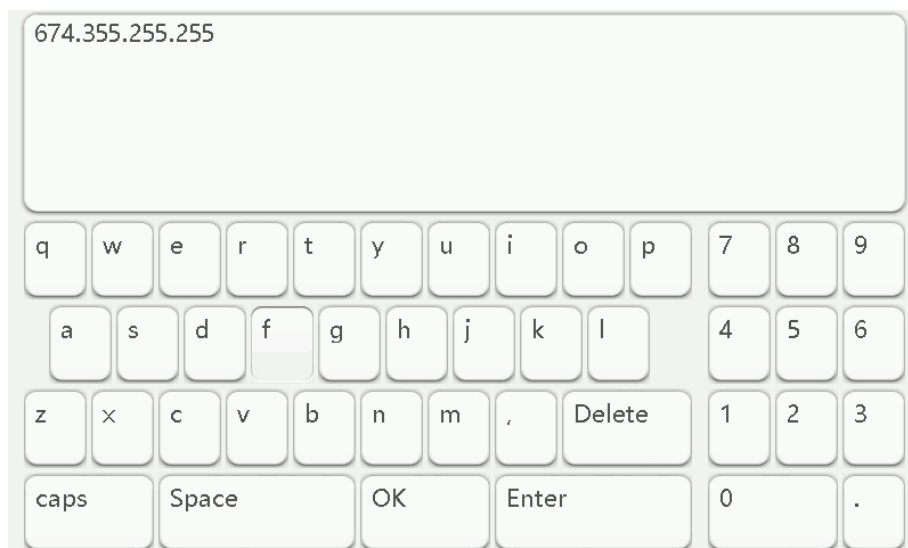 674.355.255.255
q w e r t y u i o p 7 8 9
a s d f g h j k l 4 5 6
z x c v b n m , Delete 1 2 3
caps Space OK Enter 0 .